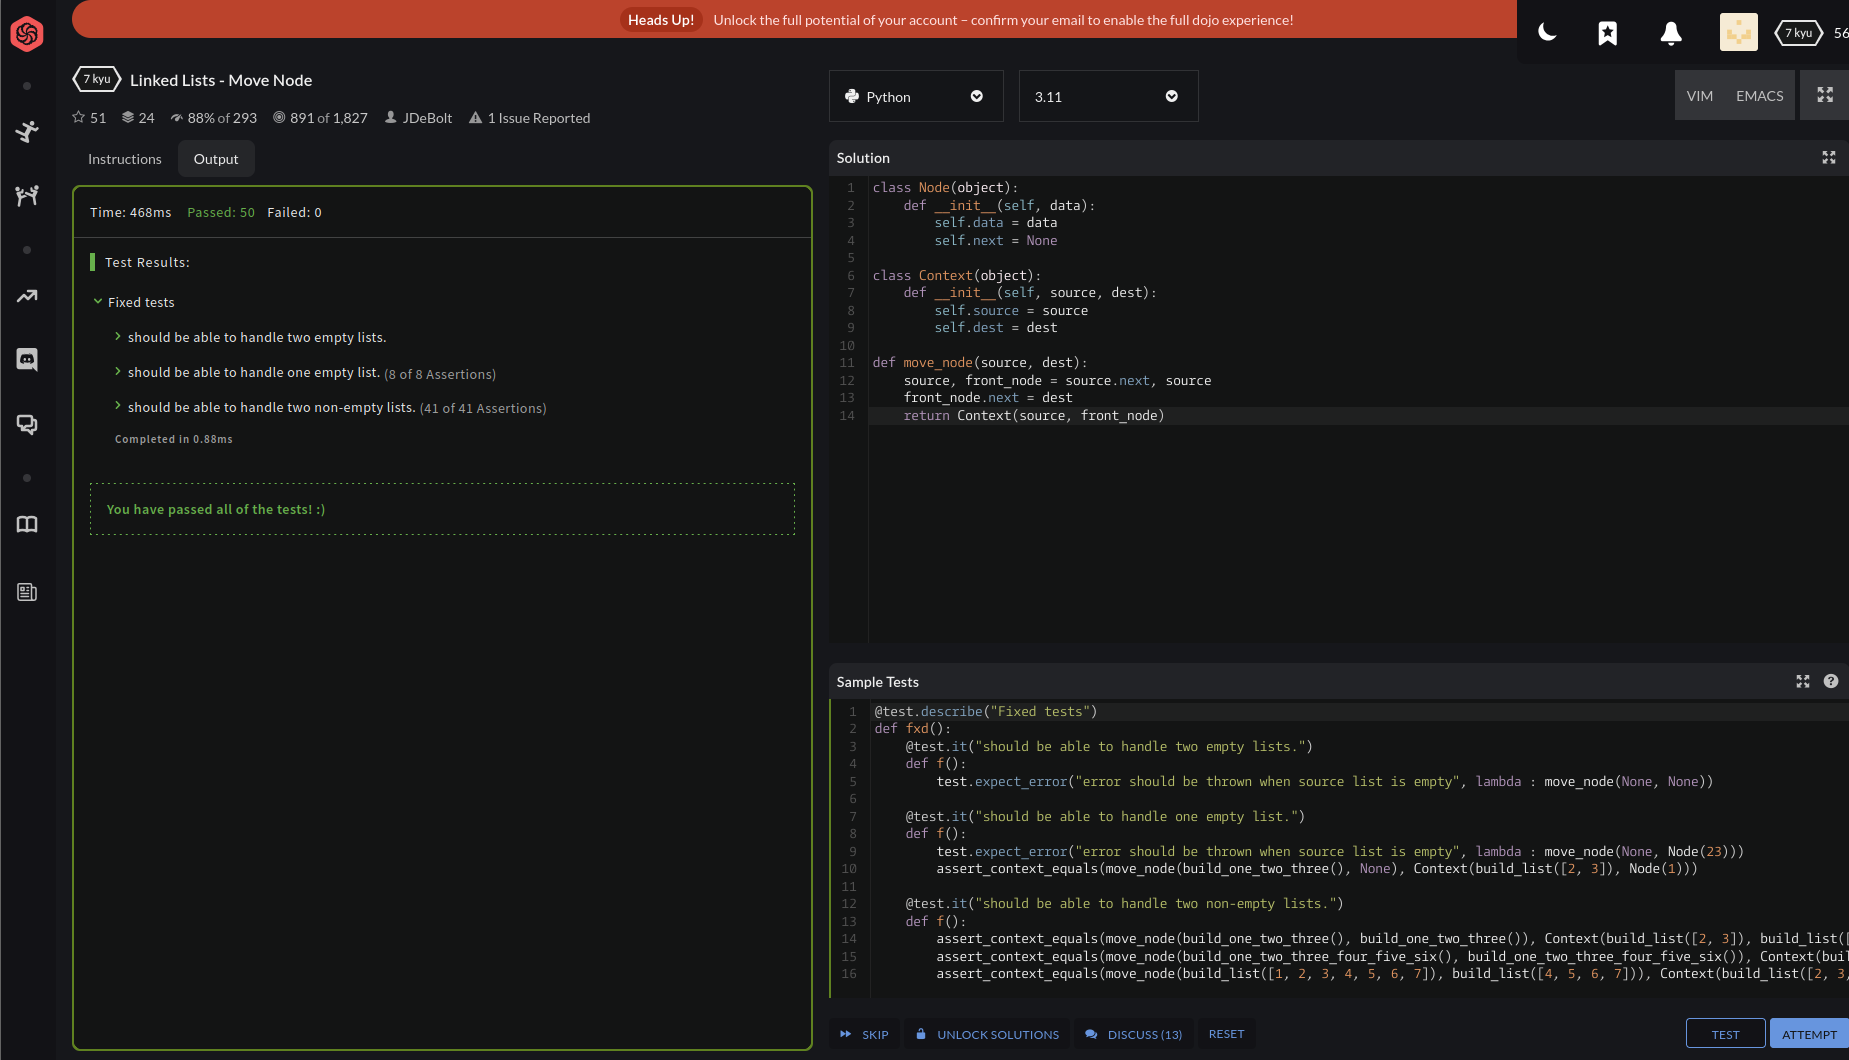 Heads Up! Unlock the full potential of your account – confirm your email to enable the full dojo experience!
7 kyu
56
7 kyu Linked Lists - Move Node
51 24 88% of 293 891 of 1,827 JDeBolt 1 Issue Reported
Instructions Output
Time: 468ms Passed: 50 Failed: 0
Test Results:
Fixed tests
should be able to handle two empty lists.
should be able to handle one empty list. (8 of 8 Assertions)
should be able to handle two non-empty lists. (41 of 41 Assertions)
Completed in 0.88ms
You have passed all of the tests! :)
Python 3.11 VIM EMACS
Solution
1 class Node(object):
2 def __init__(self, data):
3 self.data = data
4 self.next = None
5
6 class Context(object):
7 def __init__(self, source, dest):
8 self.source = source
9 self.dest = dest
10
11 def move_node(source, dest):
12 source, front_node = source.next, source
13 front_node.next = dest
14 return Context(source, front_node)
Sample Tests
1 @test.describe("Fixed tests")
2 def fxd():
3 @test.it("should be able to handle two empty lists.")
4 def f():
5 test.expect_error("error should be thrown when source list is empty", lambda : move_node(None, None))
6
7 @test.it("should be able to handle one empty list.")
8 def f():
9 test.expect_error("error should be thrown when source list is empty", lambda : move_node(None, Node(23)))
10 assert_context_equals(move_node(build_one_two_three(), None), Context(build_list([2, 3]), Node(1)))
11
12 @test.it("should be able to handle two non-empty lists.")
13 def f():
14 assert_context_equals(move_node(build_one_two_three(), build_one_two_three()), Context(build_list([2, 3]), build_list([
15 assert_context_equals(move_node(build_one_two_three_four_five_six(), build_one_two_three_four_five_six()), Context(buil
16 assert_context_equals(move_node(build_list([1, 2, 3, 4, 5, 6, 7]), build_list([4, 5, 6, 7])), Context(build_list([2, 3,
SKIP UNLOCK SOLUTIONS DISCUSS (13) RESET TEST ATTEMPT